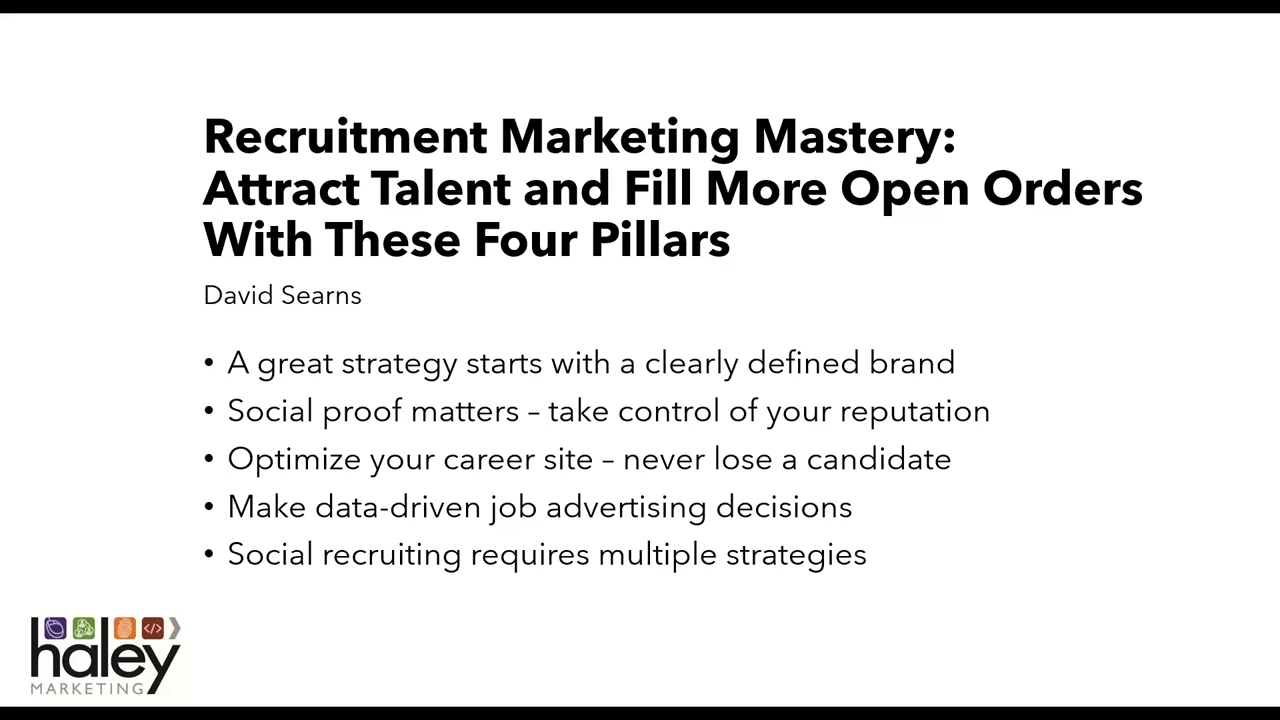 Recruitment Marketing Mastery:
Attract Talent and Fill More Open Orders
With These Four Pillars
David Searns
• A great strategy starts with a clearly defined brand
• Social proof matters – take control of your reputation
• Optimize your career site – never lose a candidate
• Make data-driven job advertising decisions
• Social recruiting requires multiple strategies
haley
MARKETING